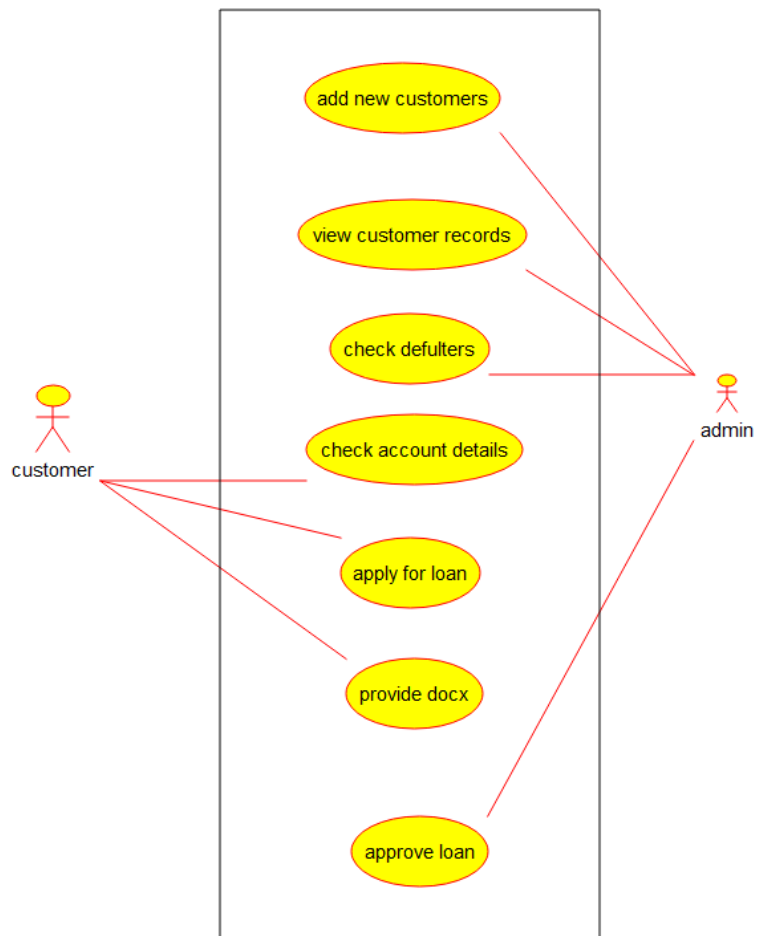 add new customers
view customer records
check defulters
customer
admin
check account details
apply for loan
provide docx
approve loan